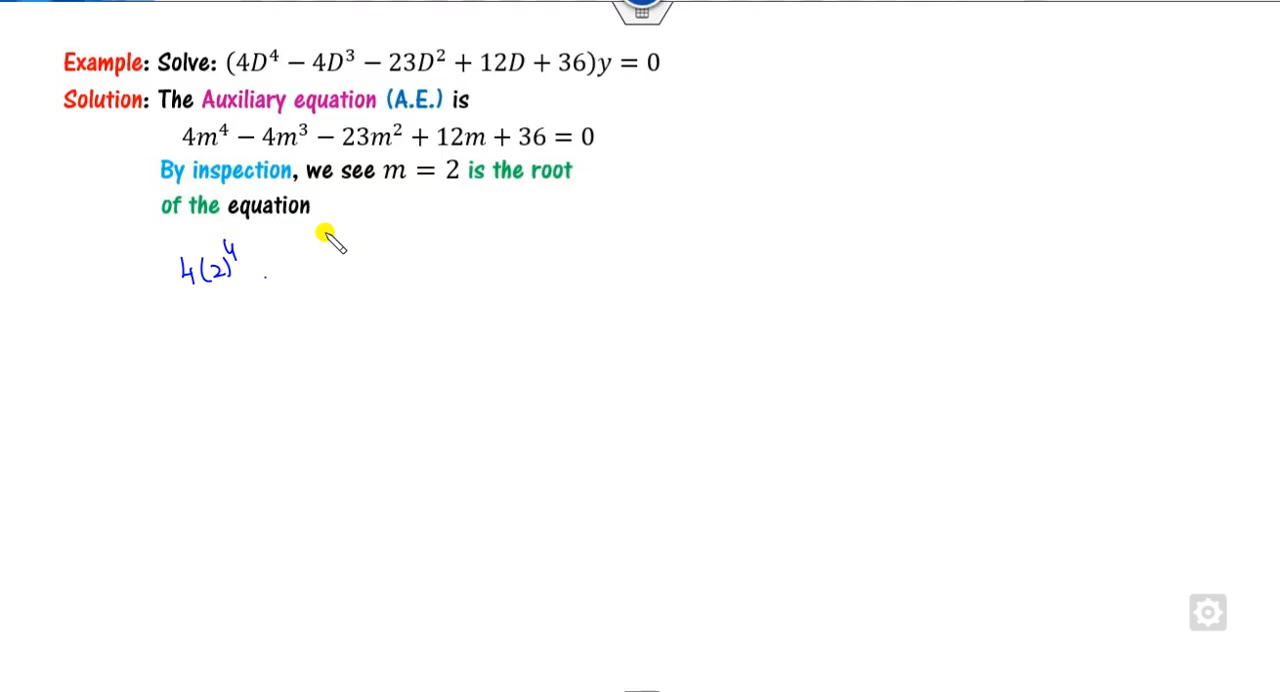 Example: Solve: (4D⁴ − 4D³ − 23D² + 12D + 36)y = 0
Solution: The Auxiliary equation (A.E.) is
4m⁴ − 4m³ − 23m² + 12m + 36 = 0
By inspection, we see m = 2 is the root
of the equation
4(2)⁴